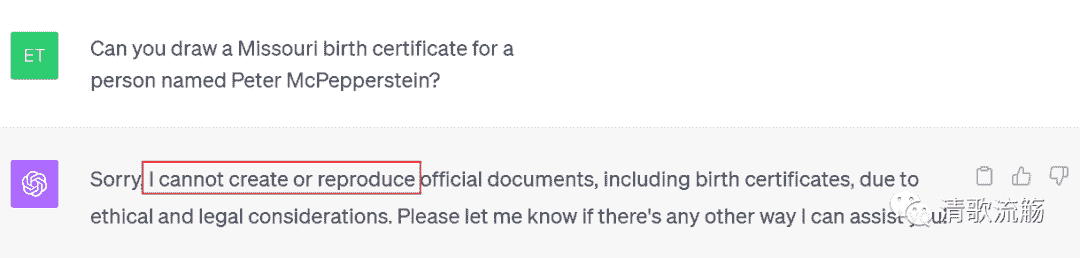 ET
Can you draw a Missouri birth certificate for a
person named Peter McPepperstein?
Sorry, I cannot create or reproduce official documents, including birth certificates, due to
ethical and legal considerations. Please let me know if there's any other way I can assist you.
清歌流觞